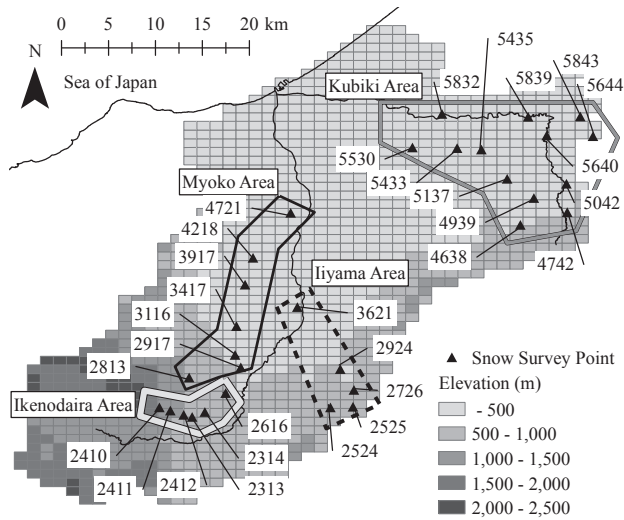 0 5 10 15 20 km
N
Sea of Japan
Kubiki Area
5435
5832
5839
5843
5644
5530
5433
5137
4939
4638
5640
5042
4742
Myoko Area
4721
4218
3917
3417
3116
2917
2813
Iiyama Area
3621
2924
2726
2525
2524
Ikenodaira Area
2616
2314
2313
2410
2411
2412
Snow Survey Point
Elevation (m)
- 500
500 - 1,000
1,000 - 1,500
1,500 - 2,000
2,000 - 2,500